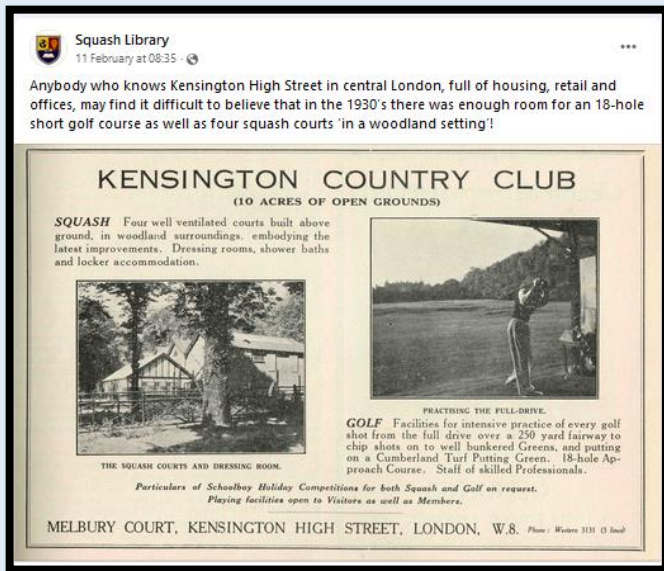 Squash Library
11 February at 08:35 ·
Anybody who knows Kensington High Street in central London, full of housing, retail and
offices, may find it difficult to believe that in the 1930's there was enough room for an 18-hole
short golf course as well as four squash courts 'in a woodland setting'!
KENSINGTON COUNTRY CLUB
(10 ACRES OF OPEN GROUNDS)
SQUASH Four well ventilated courts built above
ground, in woodland surroundings, embodying the
latest improvements. Dressing rooms, shower baths
and locker accommodation.
THE SQUASH COURTS AND DRESSING ROOM.
PRACTISING THE FULL-DRIVE.
GOLF Facilities for intensive practice of every golf
shot from the full drive over a 250 yard fairway to
chip shots on to well bunkered Greens, and putting
on a Cumberland Turf Putting Green. 18-hole Ap-
proach Course. Staff of skilled Professionals.
Particulars of Schoolboy Holiday Competitions for both Squash and Golf on request.
Playing facilities open to Visitors as well as Members.
MELBURY COURT, KENSINGTON HIGH STREET, LONDON, W.8. Phone: Western 3131 (5 lines)